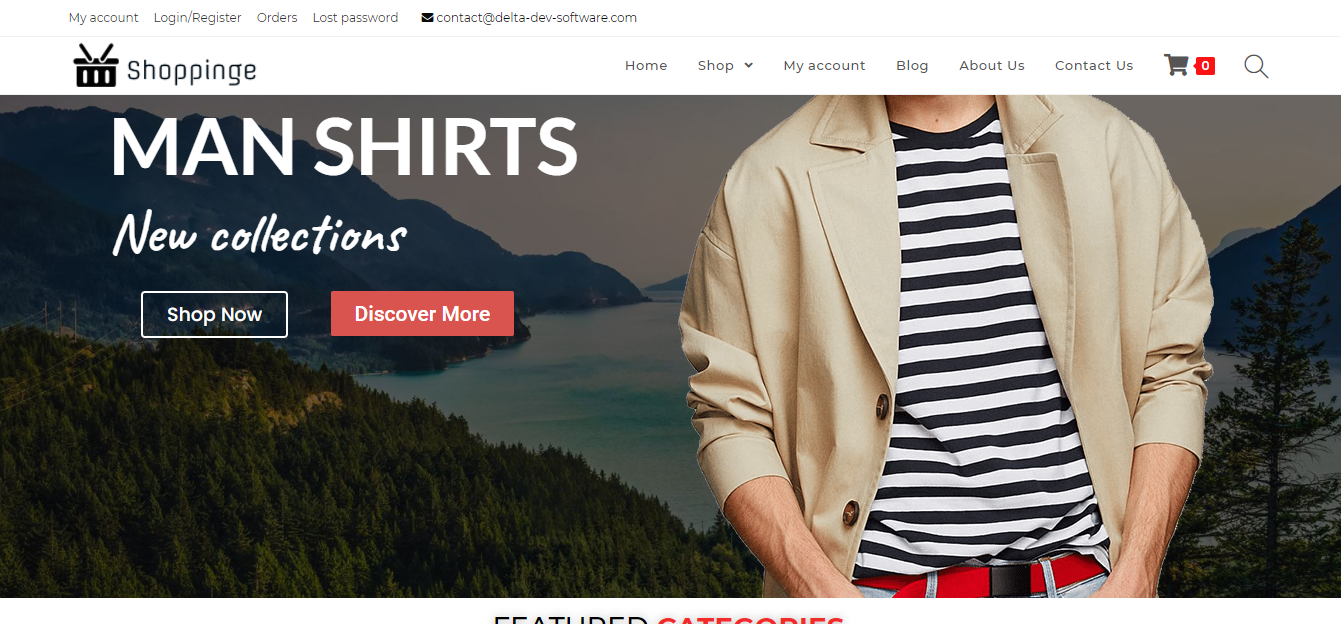 My account Login/Register Orders Lost password contact@delta-dev-software.com
Shoppinge
Home Shop My account Blog About Us Contact Us 0
MAN SHIRTS
New collections
Shop Now Discover More
FEATURED CATEGORIES